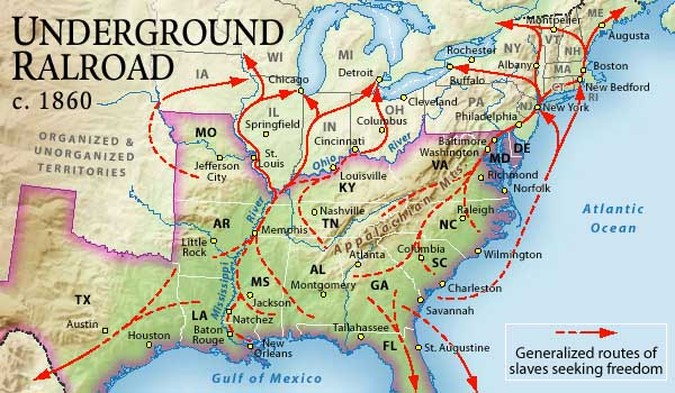 UNDERGROUND
RALROAD
c. 1860
ORGANIZED &
UNORGANIZED
TERRITORIES
IA
WI
MI
Chicago
Detroit
IL
Springfield
IN
OH
Columbus
Cincinnati
Cleveland
PA
Rochester
Buffalo
NY
Albany
Montpelier
VT
NH
ME
Augusta
MA
Boston
CT
New Bedford
RI
NJ
New York
Philadelphia
Baltimore
Washington
MD
DE
VA
Richmond
Norfolk
MO
Jefferson
City
St.
Louis
Ohio
River
Louisville
KY
Nashville
TN
Appalachian Mts.
Raleigh
NC
Wilmington
Columbia
SC
Charleston
Atlanta
GA
Savannah
AR
Little
Rock
Memphis
Mississippi
River
MS
Jackson
Natchez
AL
Montgomery
Tallahassee
FL
St. Augustine
LA
Baton
Rouge
New
Orleans
TX
Austin
Houston
Gulf of Mexico
Atlantic
Ocean
Generalized routes of
slaves seeking freedom